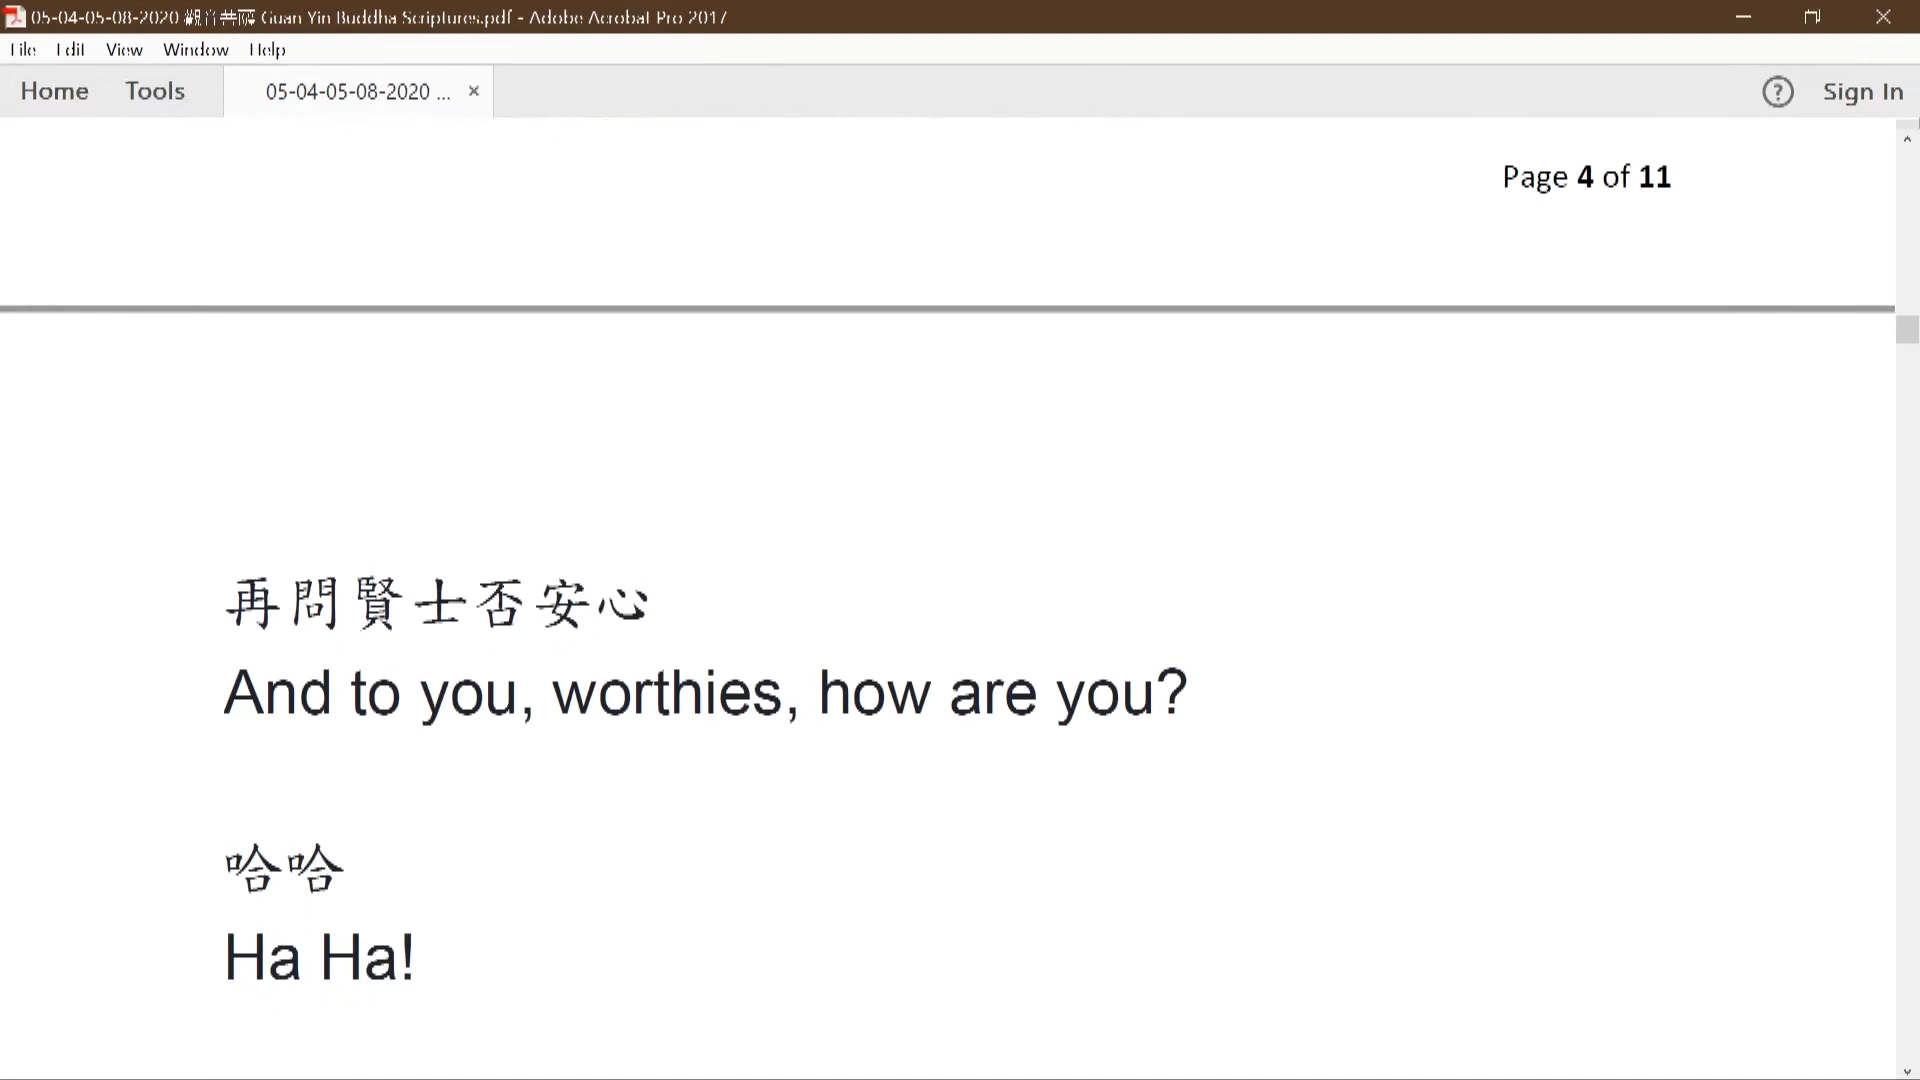 05-04-05-08-2020 Guan Yin Buddha Scriptures.pdf - Adobe Acrobat Pro 2017
File Edit View Window Help
Home Tools 05-04-05-08-2020 ... × ? Sign In
Page 4 of 11
再問賢士否安心
And to you, worthies, how are you?
哈哈
Ha Ha!